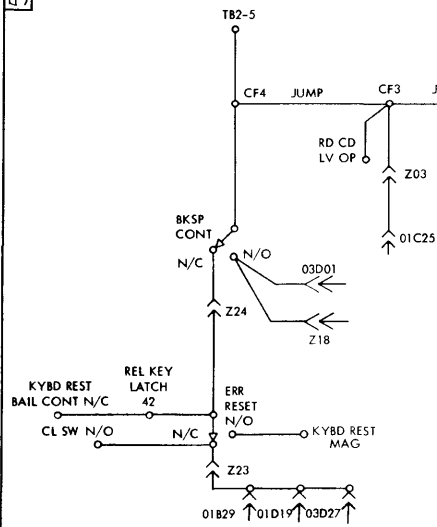 TB2-5
CF4
JUMP
CF3
RD CD
LV OP
Z03
01C25
BKSP
CONT
N/C
N/O
03D01
Z24
Z18
KYBD REST
BAIL CONT N/C
REL KEY
LATCH
42
ERR
RESET
N/O
CL SW N/O
N/C
KYBD REST
MAG
Z23
01B29
01D19
03D27